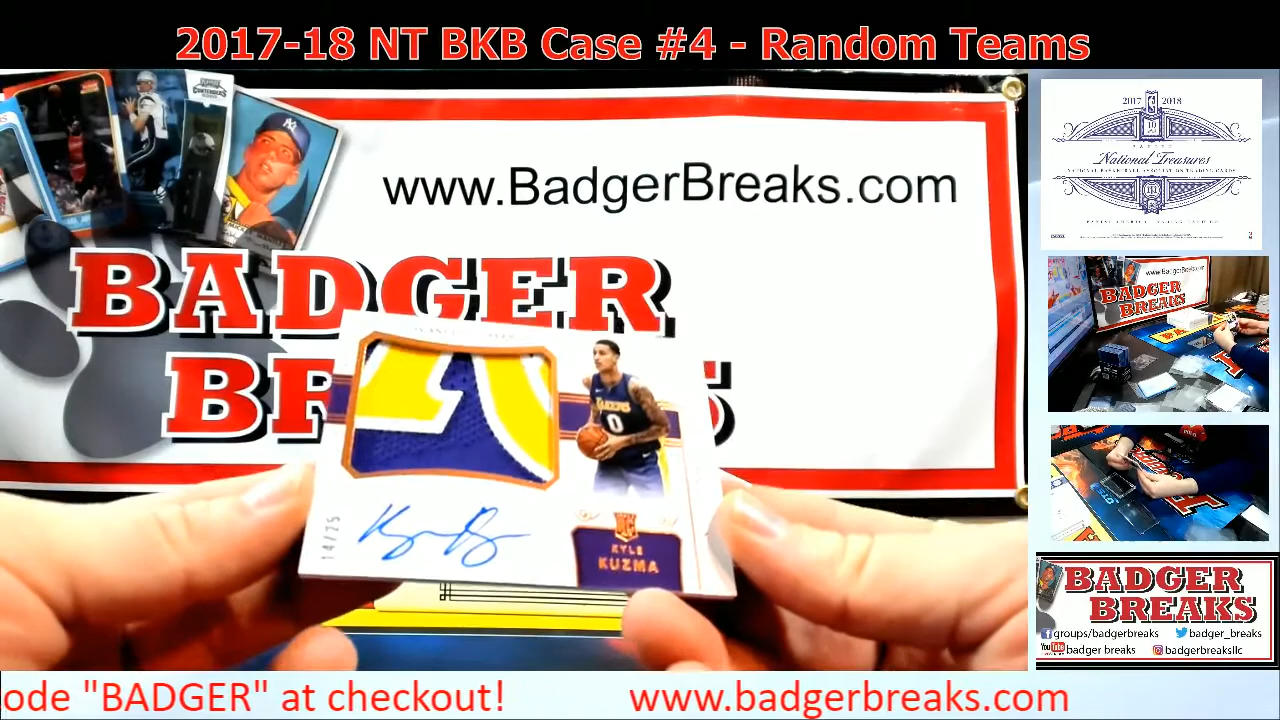 2017-18 NT BKB Case #4 - Random Teams
www.BadgerBreaks.com
BADGER
14/25
LAKERS
0
RC
KYLE
KUZMA
2017 2018
PANINI
National Treasures
www.BadgerBreaks.com
BADGER
BREAKS
BADGER
BREAKS
groups/badgerbreaks
badger_breaks
YouTube badger breaks
badgerbreaksllc
ode "BADGER" at checkout!
www.badgerbreaks.com